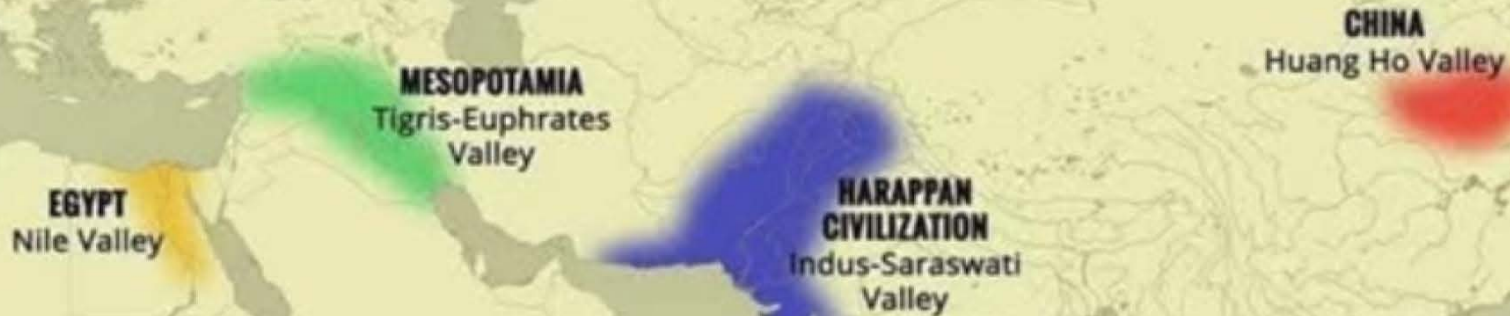 CHINA
Huang Ho Valley
MESOPOTAMIA
Tigris-Euphrates
Valley
EGYPT
Nile Valley
HARAPPAN
CIVILIZATION
Indus-Saraswati
Valley